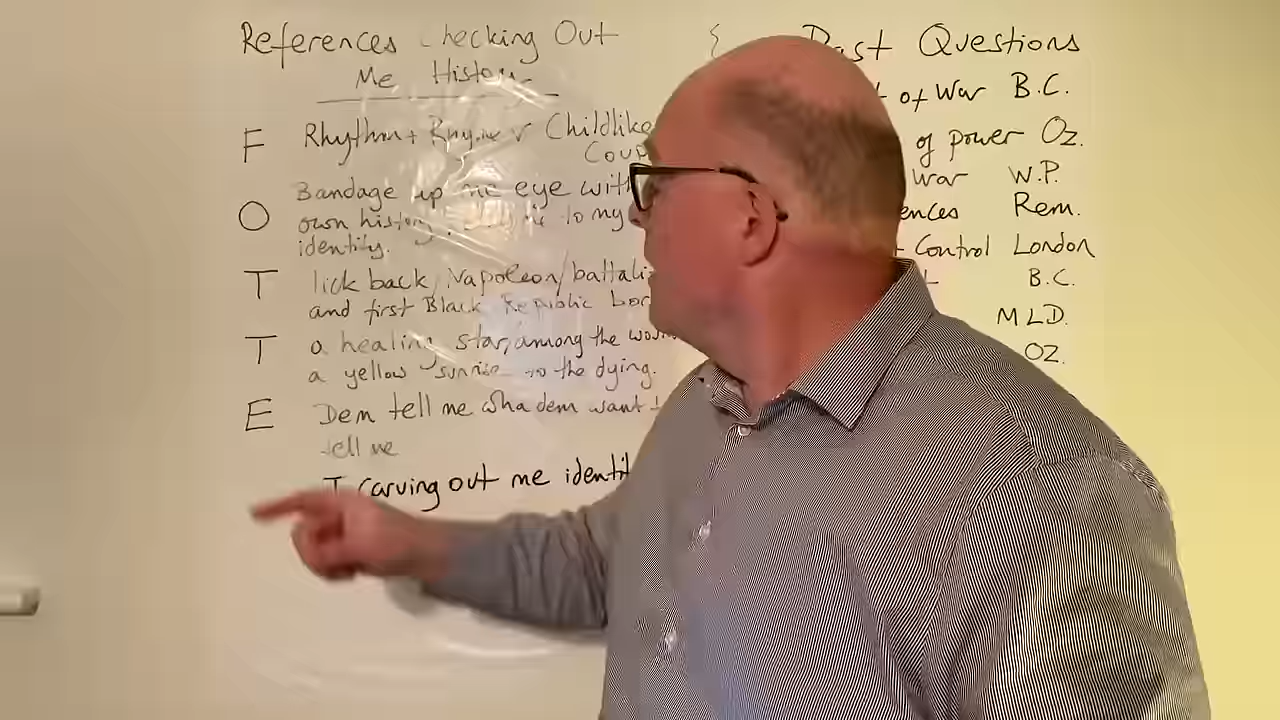 References Checking Out
Me History
F Rhythm + Rhyme v Childlike
Coup
O Bandage up me eye with
own history, to my
identity.
T lick back Napoleon/battali
and first Black Republic bor
T a healing star/among the wou
a yellow sunrise to the dying.
E Dem tell me wha dem want t
tell me
I carving out me identit
Past Questions
of War B.C.
of power Oz.
War W.P.
ences Rem.
Control London
B.C.
MLD.
OZ.